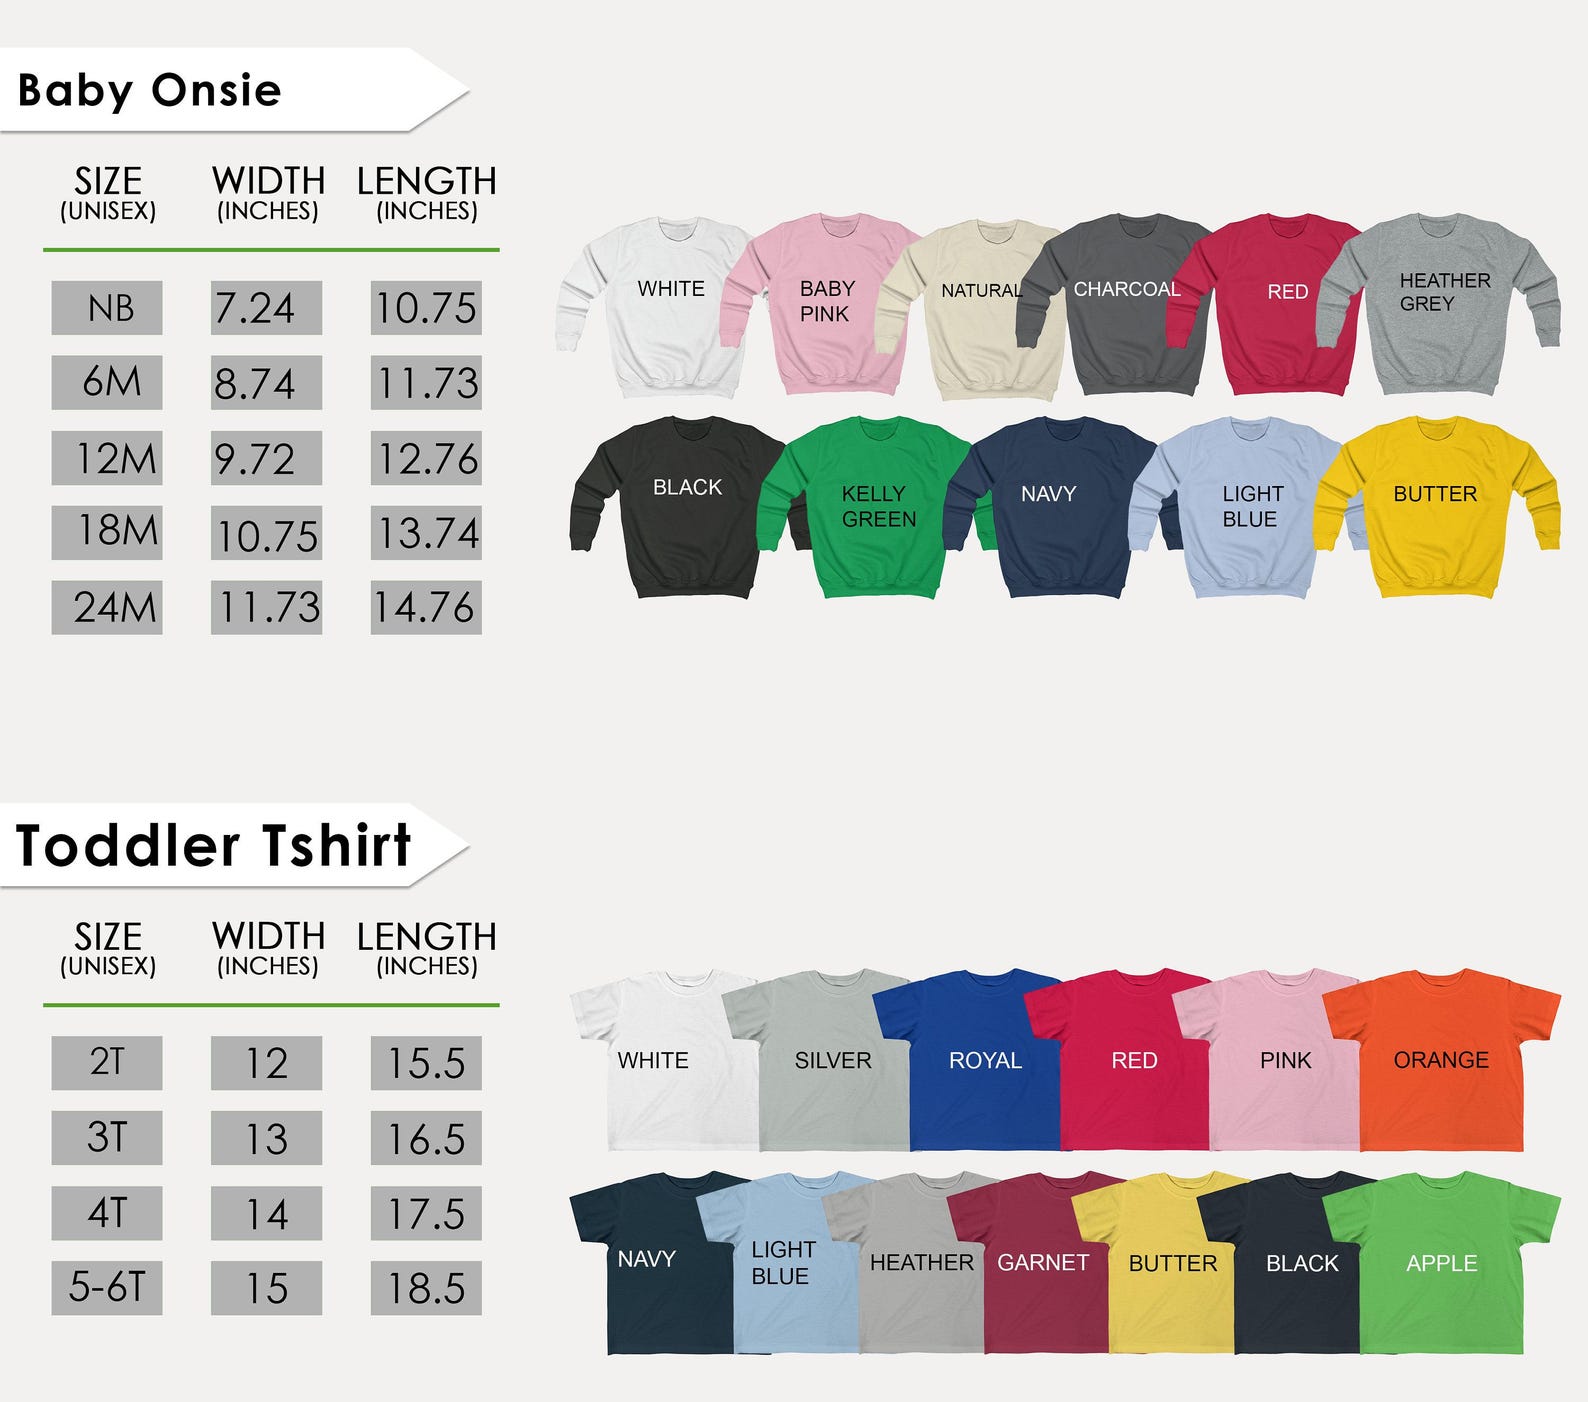 Baby Onsie
SIZE WIDTH LENGTH
(UNISEX) (INCHES) (INCHES)
NB 7.24 10.75
6M 8.74 11.73
12M 9.72 12.76
18M 10.75 13.74
24M 11.73 14.76
WHITE
BABY
PINK
NATURAL
CHARCOAL
RED
HEATHER
GREY
BLACK
KELLY
GREEN
NAVY
LIGHT
BLUE
BUTTER
Toddler Tshirt
SIZE WIDTH LENGTH
(UNISEX) (INCHES) (INCHES)
2T 12 15.5
3T 13 16.5
4T 14 17.5
5-6T 15 18.5
WHITE
SILVER
ROYAL
RED
PINK
ORANGE
NAVY
LIGHT
BLUE
HEATHER
GARNET
BUTTER
BLACK
APPLE